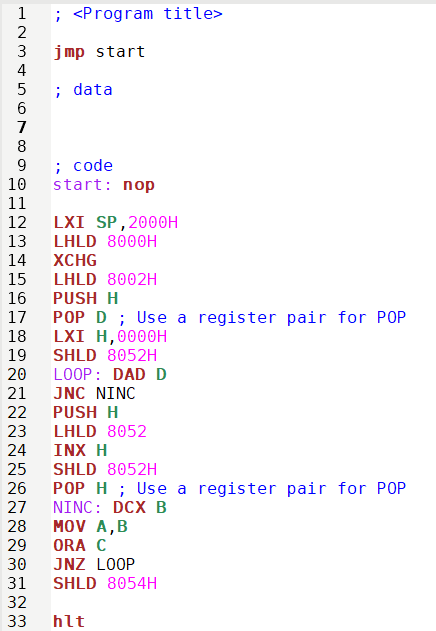 1 ; <Program title>
2
3 jmp start
4
5 ; data
6
7
8
9 ; code
10 start: nop
11
12 LXI SP,2000H
13 LHLD 8000H
14 XCHG
15 LHLD 8002H
16 PUSH H
17 POP D ; Use a register pair for POP
18 LXI H,0000H
19 SHLD 8052H
20 LOOP: DAD D
21 JNC NINC
22 PUSH H
23 LHLD 8052
24 INX H
25 SHLD 8052H
26 POP H ; Use a register pair for POP
27 NINC: DCX B
28 MOV A,B
29 ORA C
30 JNZ LOOP
31 SHLD 8054H
32
33 hlt